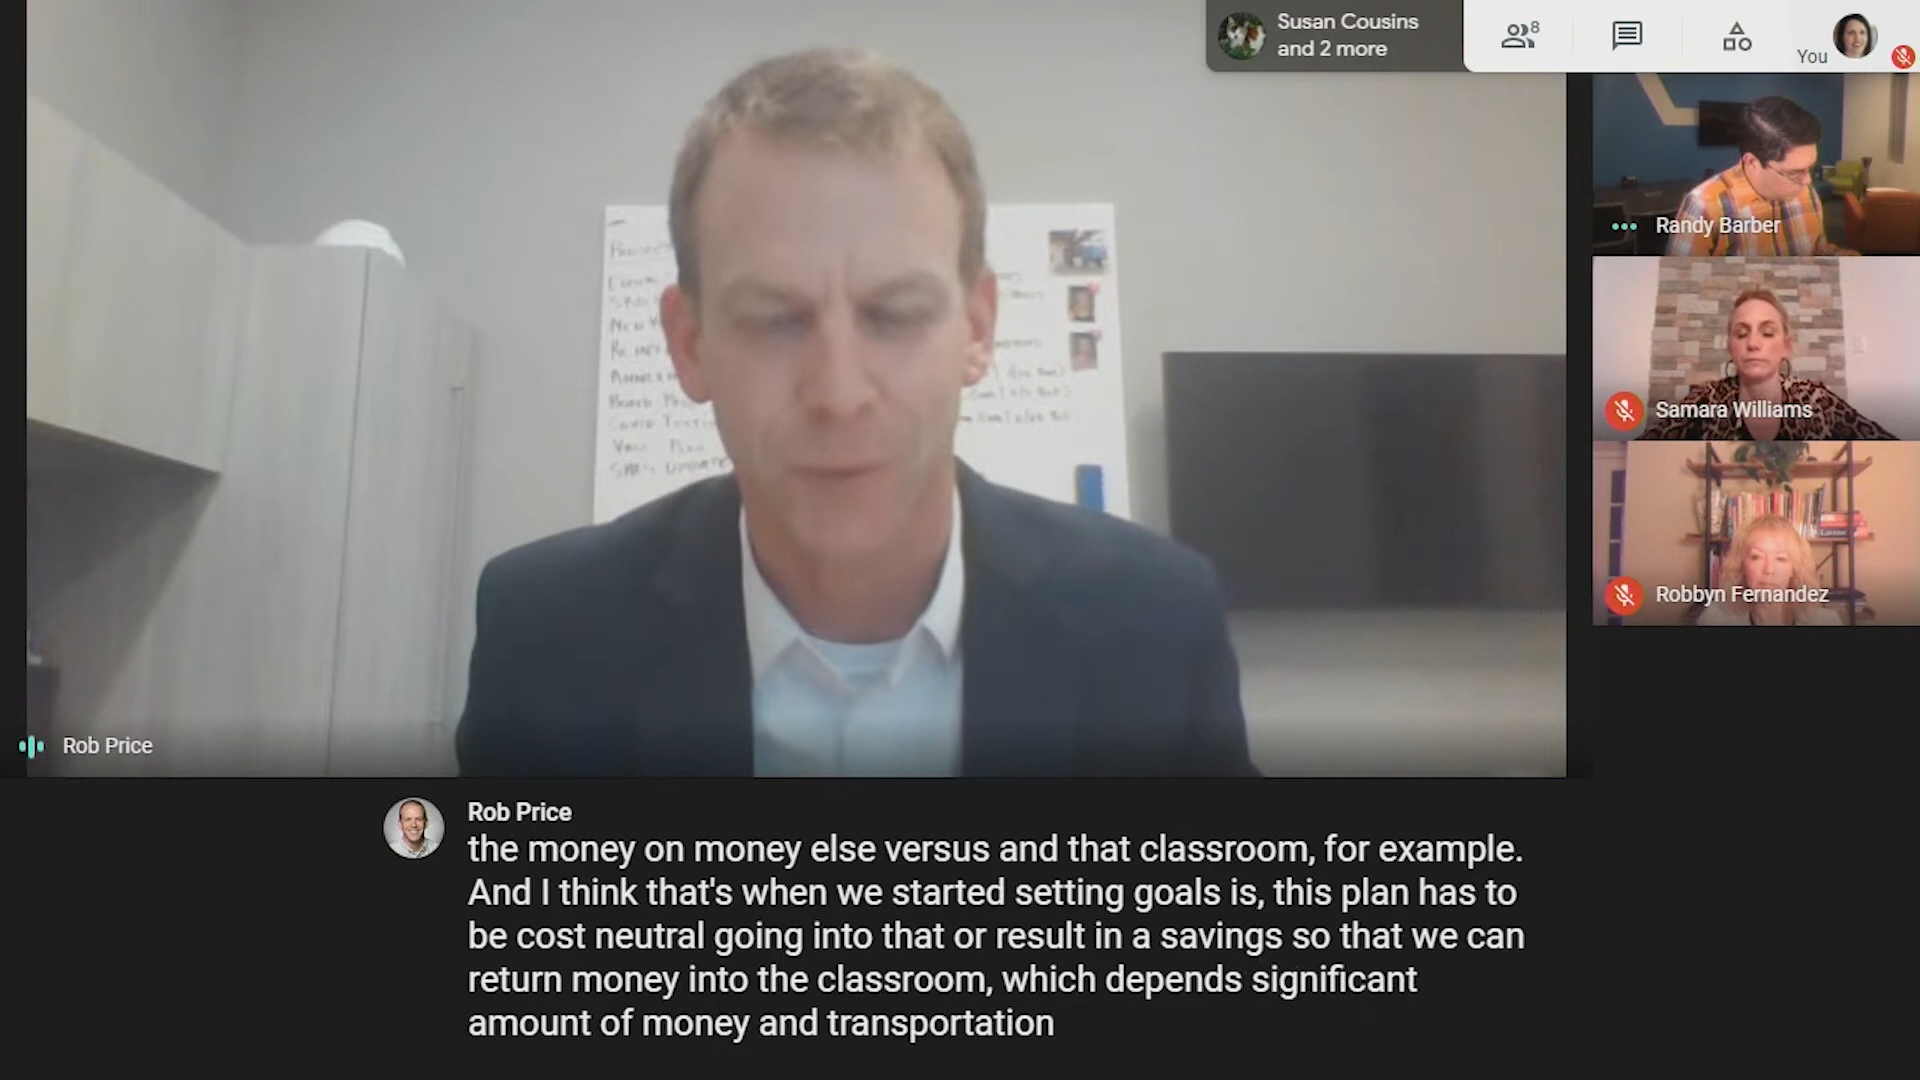 Susan Cousins
and 2 more
8
You
Randy Barber
Samara Williams
Robbyn Fernandez
Rob Price
Rob Price
the money on money else versus and that classroom, for example.
And I think that's when we started setting goals is, this plan has to
be cost neutral going into that or result in a savings so that we can
return money into the classroom, which depends significant
amount of money and transportation